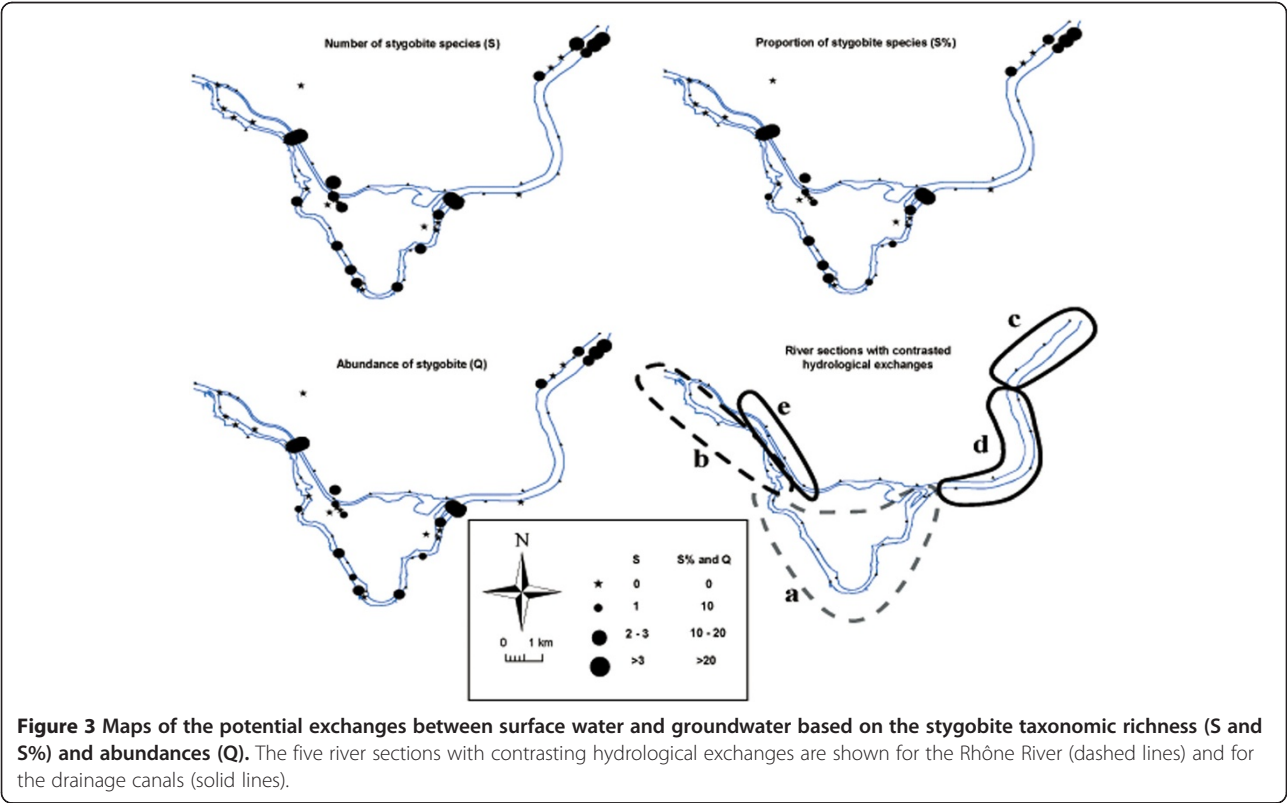 Number of stygobite species (S)
Proportion of stygobite species (S%)
Abundance of stygobite (Q)
River sections with contrasted
hydrological exchanges
c
e
d
b
a
N
S S% and Q
0 0
1 10
2 - 3 10 - 20
>3 >20
0 1 km
Figure 3 Maps of the potential exchanges between surface water and groundwater based on the stygobite taxonomic richness (S and
S%) and abundances (Q). The five river sections with contrasting hydrological exchanges are shown for the Rhône River (dashed lines) and for
the drainage canals (solid lines).